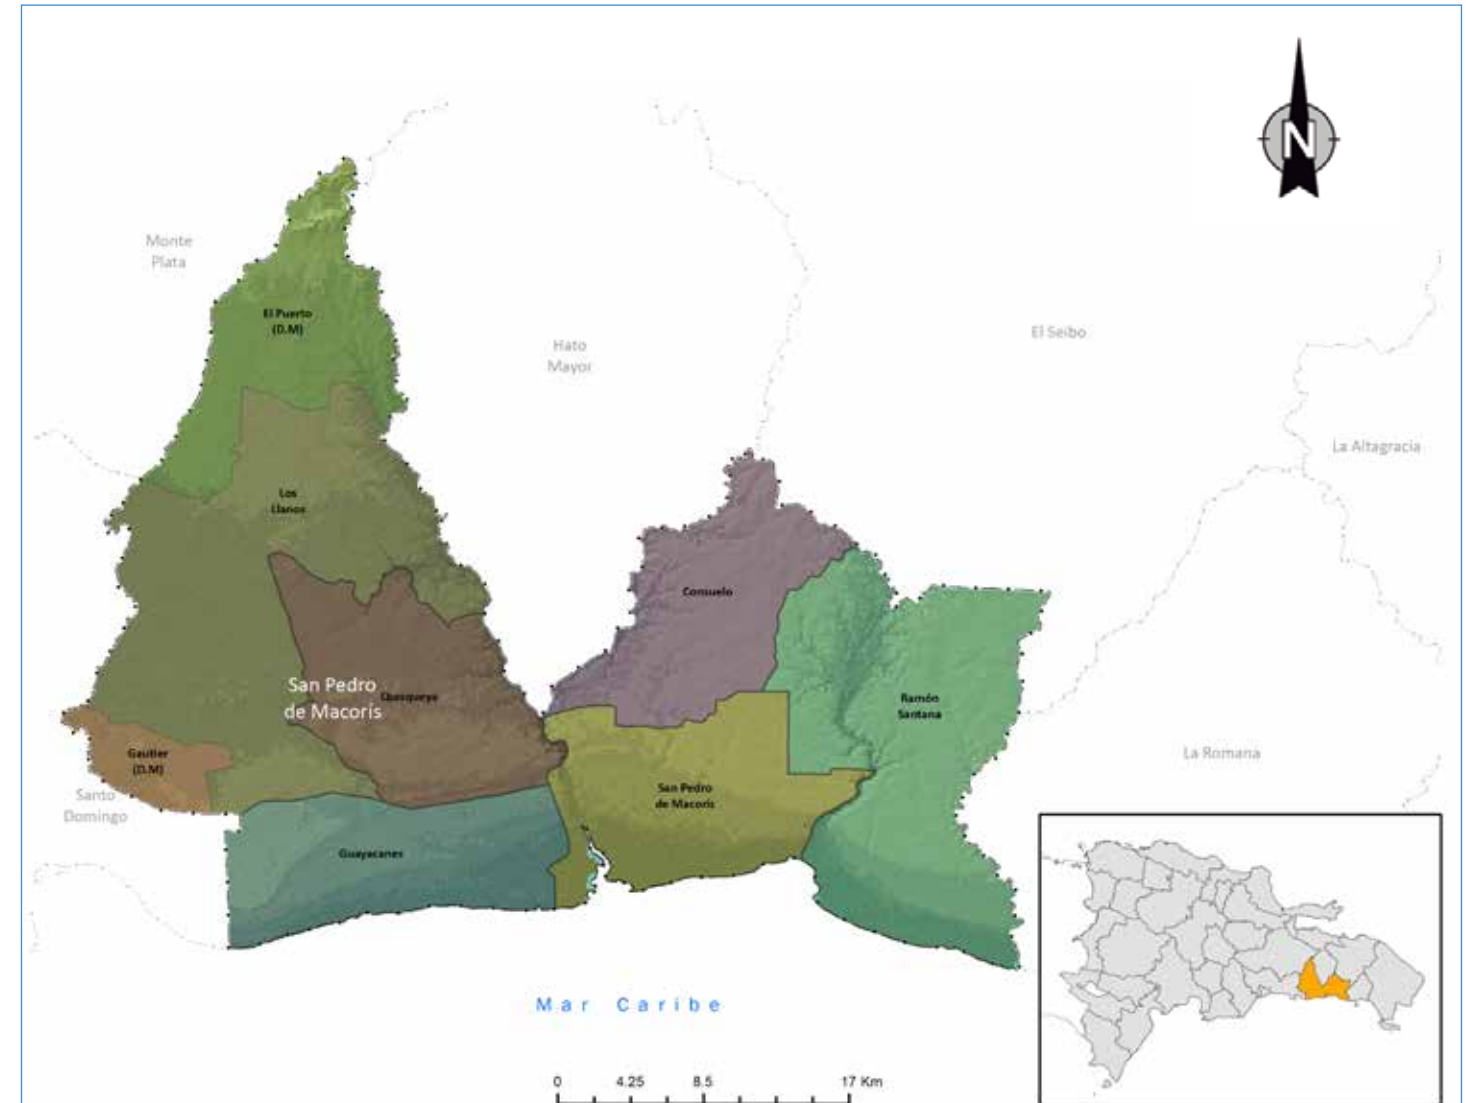 N
Monte
Plata
El Puerto
(D.M)
Hato
Mayor
El Seibo
La Altagracia
Los
Llanos
Consuelo
San Pedro
de Macorís
Quisqueya
Ramón
Santana
Gautier
(D.M)
La Romana
Santo
Domingo
San Pedro
de Macorís
Guayacanes
Mar Caribe
0 4.25 8.5 17 Km